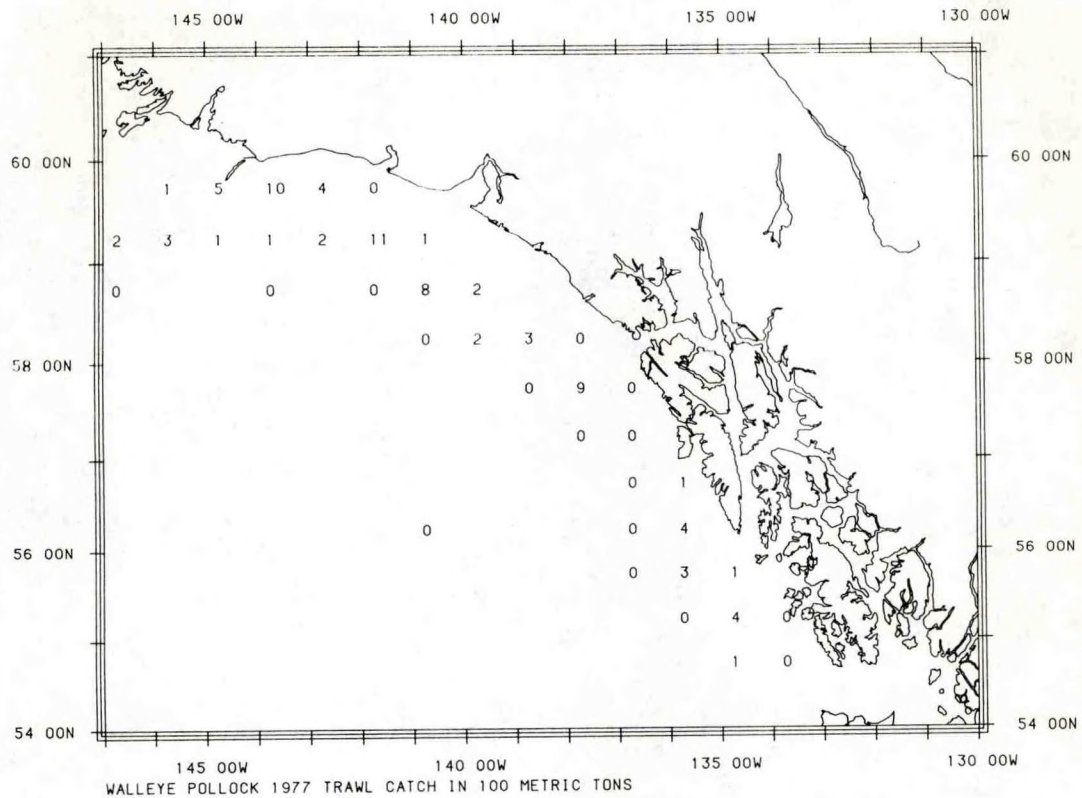 145 00W 140 00W 135 00W 130 00W
60 00N 60 00N
1 5 10 4 0
2 3 1 1 2 11 1
0 0 0 8 2
0 2 3 0
58 00N 58 00N
0 9 0
0 0
0 1
0 0 4
56 00N 56 00N
0 3 1
0 4 0
1 0
54 00N 54 00N
145 00W 140 00W 135 00W 130 00W
WALLEYE POLLOCK 1977 TRAWL CATCH IN 100 METRIC TONS